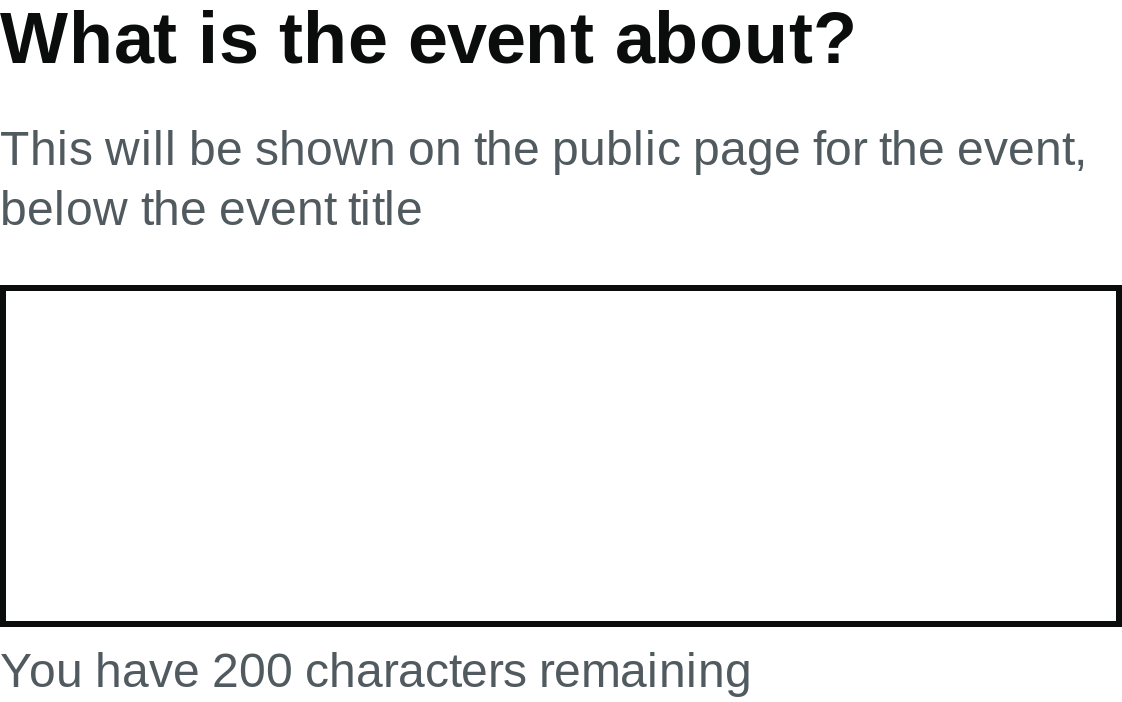 What is the event about?
This will be shown on the public page for the event,
below the event title
You have 200 characters remaining